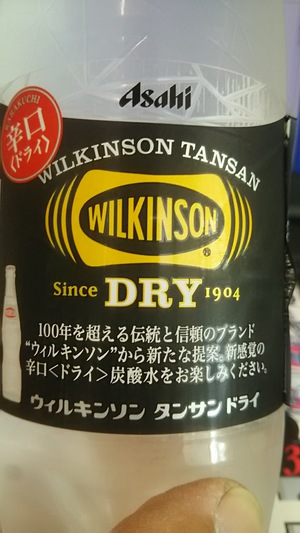 Asahi
KARAKUCHI
辛口
〈ドライ〉
WILKINSON TANSAN
WILKINSON
®
Since DRY 1904
100年を超える伝統と信頼のブランド
“ウィルキンソン”から新たな提案。新感覚の
辛口<ドライ>炭酸水をお楽しみください。
ウィルキンソン タンサン ドライ
3